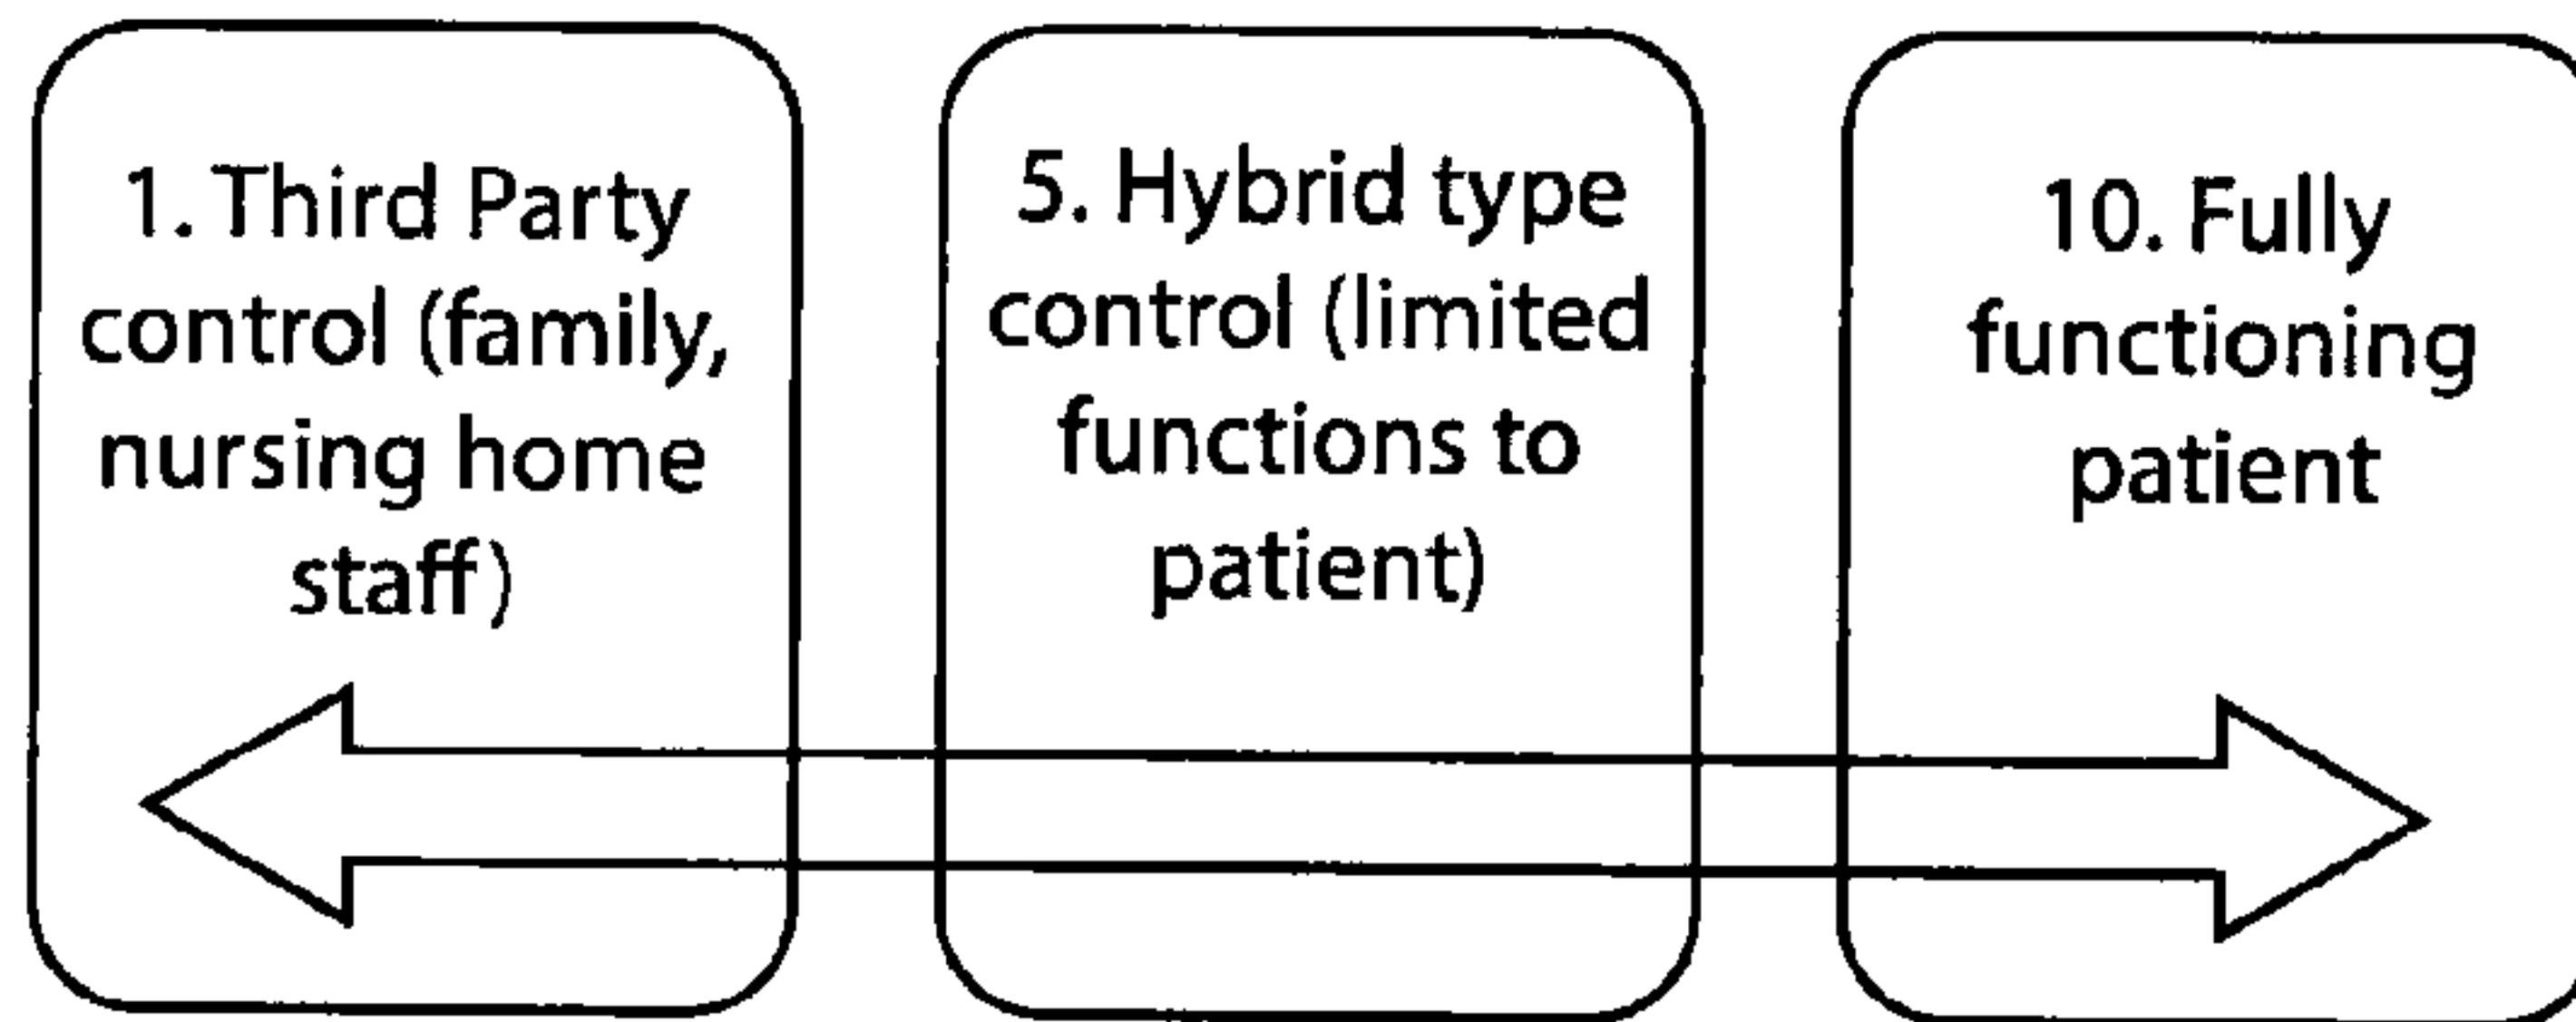 1. Third Party
control (family,
nursing home
staff)
5. Hybrid type
control (limited
functions to
patient)
10. Fully
functioning
patient